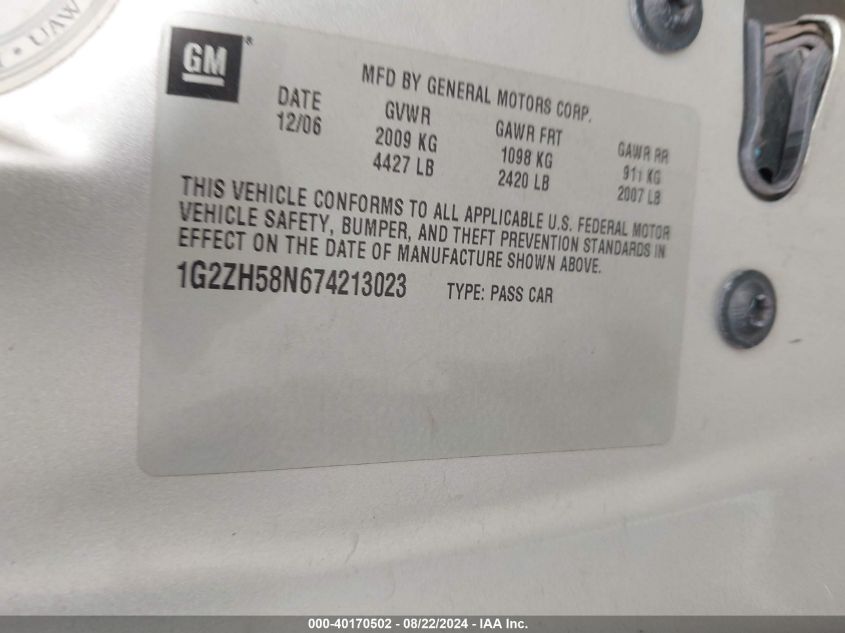 UAW
GM®
MFD BY GENERAL MOTORS CORP.
DATE GVWR GAWR FRT GAWR RR
12/06 2009 KG 1098 KG 911 KG
4427 LB 2420 LB 2007 LB
THIS VEHICLE CONFORMS TO ALL APPLICABLE U.S. FEDERAL MOTOR
VEHICLE SAFETY, BUMPER, AND THEFT PREVENTION STANDARDS IN
EFFECT ON THE DATE OF MANUFACTURE SHOWN ABOVE.
1G2ZH58N674213023 TYPE: PASS CAR
000-40170502 - 08/22/2024 - IAA Inc.